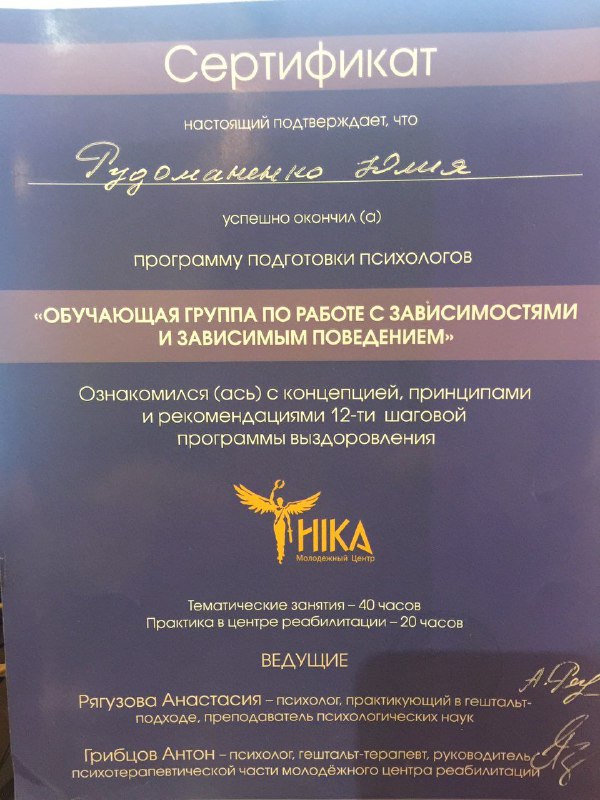 Сертификат
настоящий подтверждает, что
Рудоманенко Юлия
успешно окончил (а)
программу подготовки психологов
«ОБУЧАЮЩАЯ ГРУППА ПО РАБОТЕ С ЗАВИСИМОСТЯМИ
И ЗАВИСИМЫМ ПОВЕДЕНИЕМ»
Ознакомился (ась) с концепцией, принципами
и рекомендациями 12-ти шаговой
программы выздоровления
НІКА
Молодежный Центр
Тематические занятия – 40 часов
Практика в центре реабилитации – 20 часов
ВЕДУЩИЕ
Рягузова Анастасия – психолог, практикующий в гештальт-
подходе, преподаватель психологических наук
Грибцов Антон – психолог, гештальт-терапевт, руководитель
психотерапевтической части молодёжного центра реабилитации